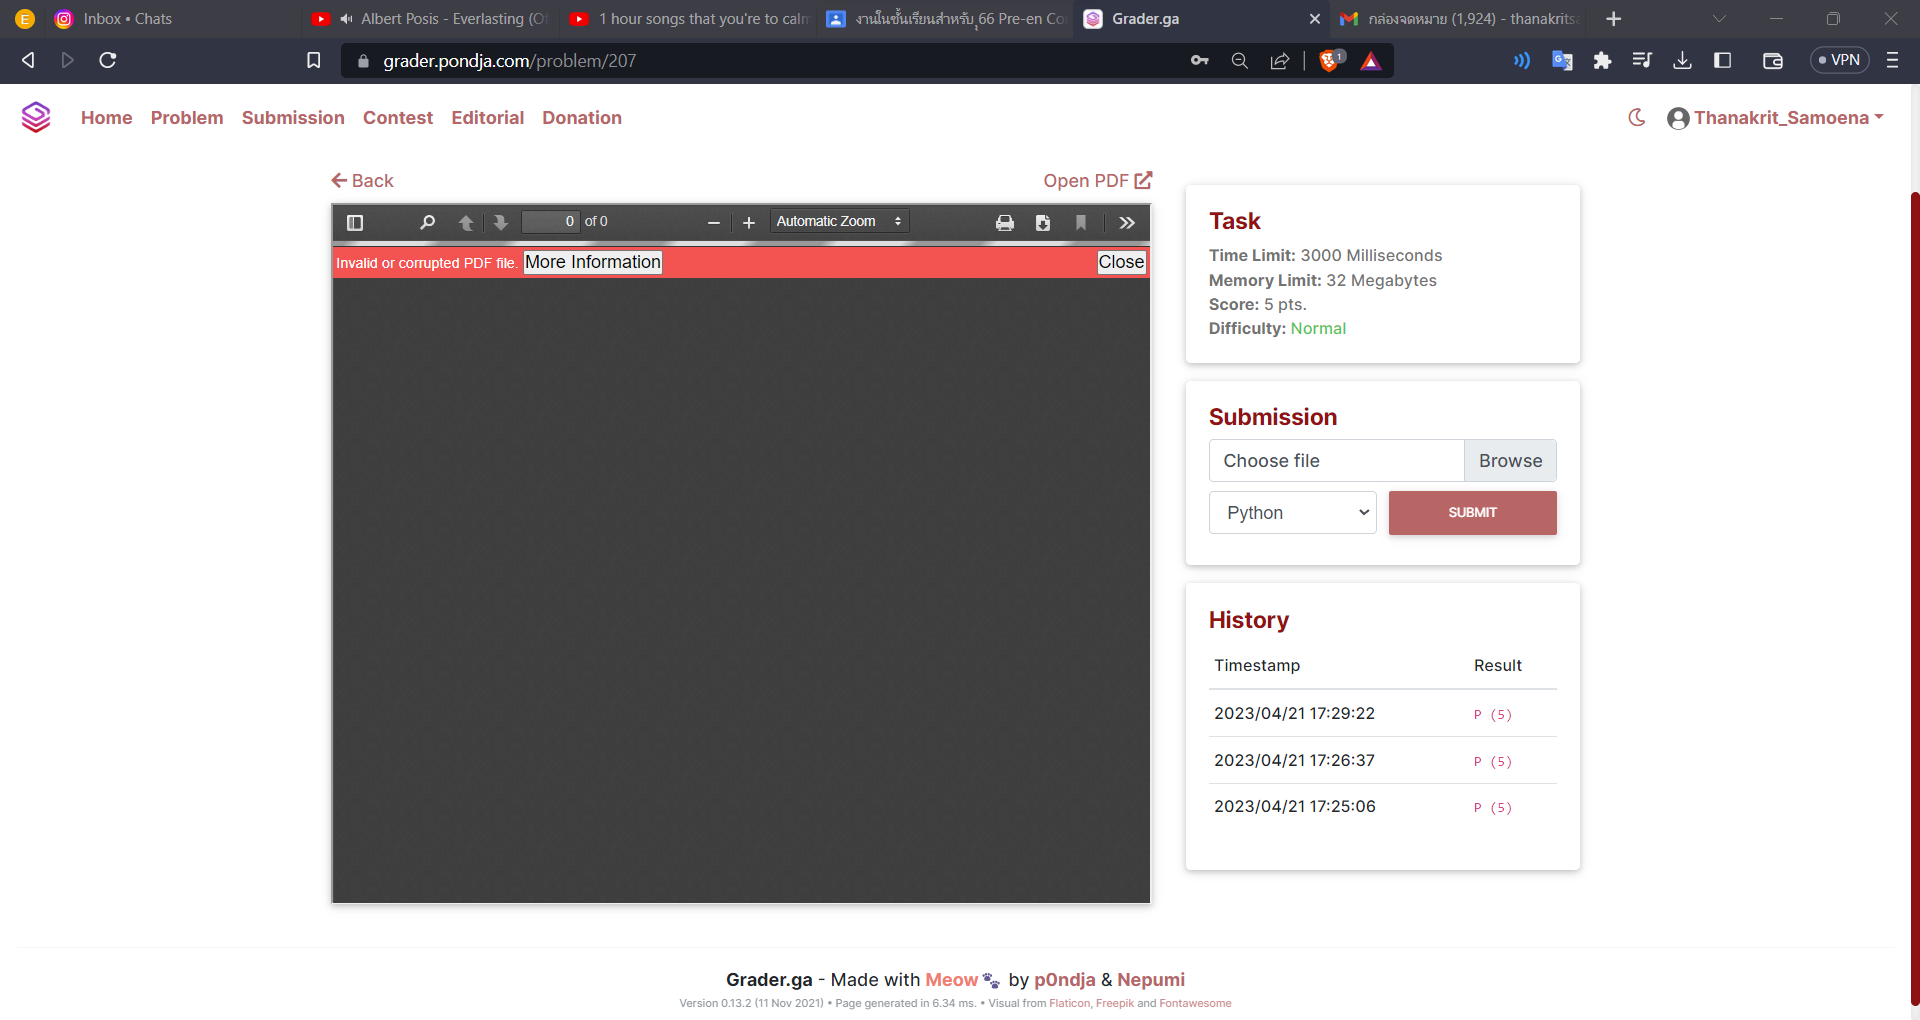 E
Inbox • Chats
Albert Posis - Everlasting (Of
1 hour songs that you're to calm
งานในชั้นเรียนสำหรับ ุ66 Pre-en Co
Grader.ga
กล่องจดหมาย (1,924) - thanakritsa
grader.pondja.com/problem/207
1
VPN
Home
Problem
Submission
Contest
Editorial
Donation
Thanakrit_Samoena
Back
Open PDF
0 of 0
Automatic Zoom
Invalid or corrupted PDF file. More Information
Close
Task
Time Limit: 3000 Milliseconds
Memory Limit: 32 Megabytes
Score: 5 pts.
Difficulty: Normal
Submission
Choose file
Browse
Python
SUBMIT
History
Timestamp Result
2023/04/21 17:29:22 P (5)
2023/04/21 17:26:37 P (5)
2023/04/21 17:25:06 P (5)
Grader.ga - Made with Meow by p0ndja & Nepumi
Version 0.13.2 (11 Nov 2021) • Page generated in 6.34 ms. • Visual from Flaticon, Freepik and Fontawesome